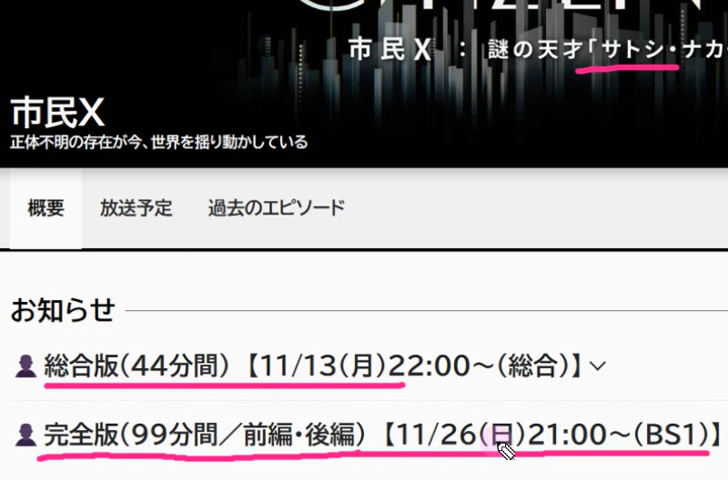 市民X : 謎の天才「サトシ・ナカ
市民X
正体不明の存在が今、世界を揺り動かしている
概要 放送予定 過去のエピソード
お知らせ
総合版(44分間)【11/13(月)22:00～(総合)】
完全版(99分間／前編・後編)【11/26(日)21:00～(BS1)】